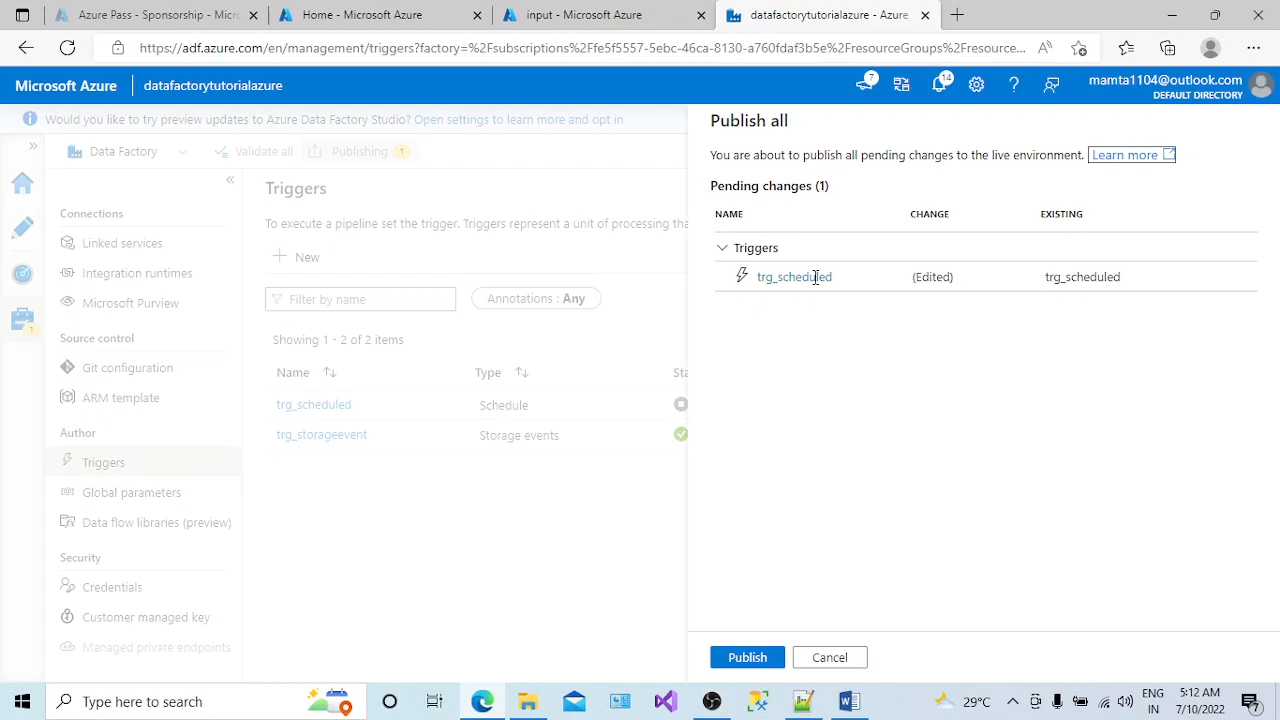 datafactorytutorialazure - Micr
Microsoft Azure
main - Microsoft Azure
datafactorytutorialazure - Azure
https://adf.azure.com/en/management/triggers?factory=%2Fsubscriptions%2Ffe5f5557-5ebc-46ca-8130-a760fdaf3b5e%2FresourceGroups%2Fresource...
Microsoft Azure
datafactorytutorialazure
7
14
mamta1104@outlook.com
DEFAULT DIRECTORY
Would you like to try preview updates to Azure Data Factory Studio? Open settings to learn more and opt in
Data Factory
Validate all
Publishing 1
Connections
Linked services
Integration runtimes
Microsoft Purview
Source control
Git configuration
ARM template
Author
Triggers
Global parameters
Data flow libraries (preview)
Security
Credentials
Customer managed key
Managed private endpoints
1
Triggers
To execute a pipeline set the trigger. Triggers represent a unit of processing tha
New
Filter by name
Annotations : Any
Showing 1 - 2 of 2 items
Name Type Sta
trg_scheduled Schedule
trg_storageevent Storage events
Publish all
You are about to publish all pending changes to the live environment. Learn more
Pending changes (1)
NAME CHANGE EXISTING
Triggers
trg_scheduled (Edited) trg_scheduled
Publish
Cancel
Type here to search
29°C
ENG
IN
5:12 AM
7/10/2022
7